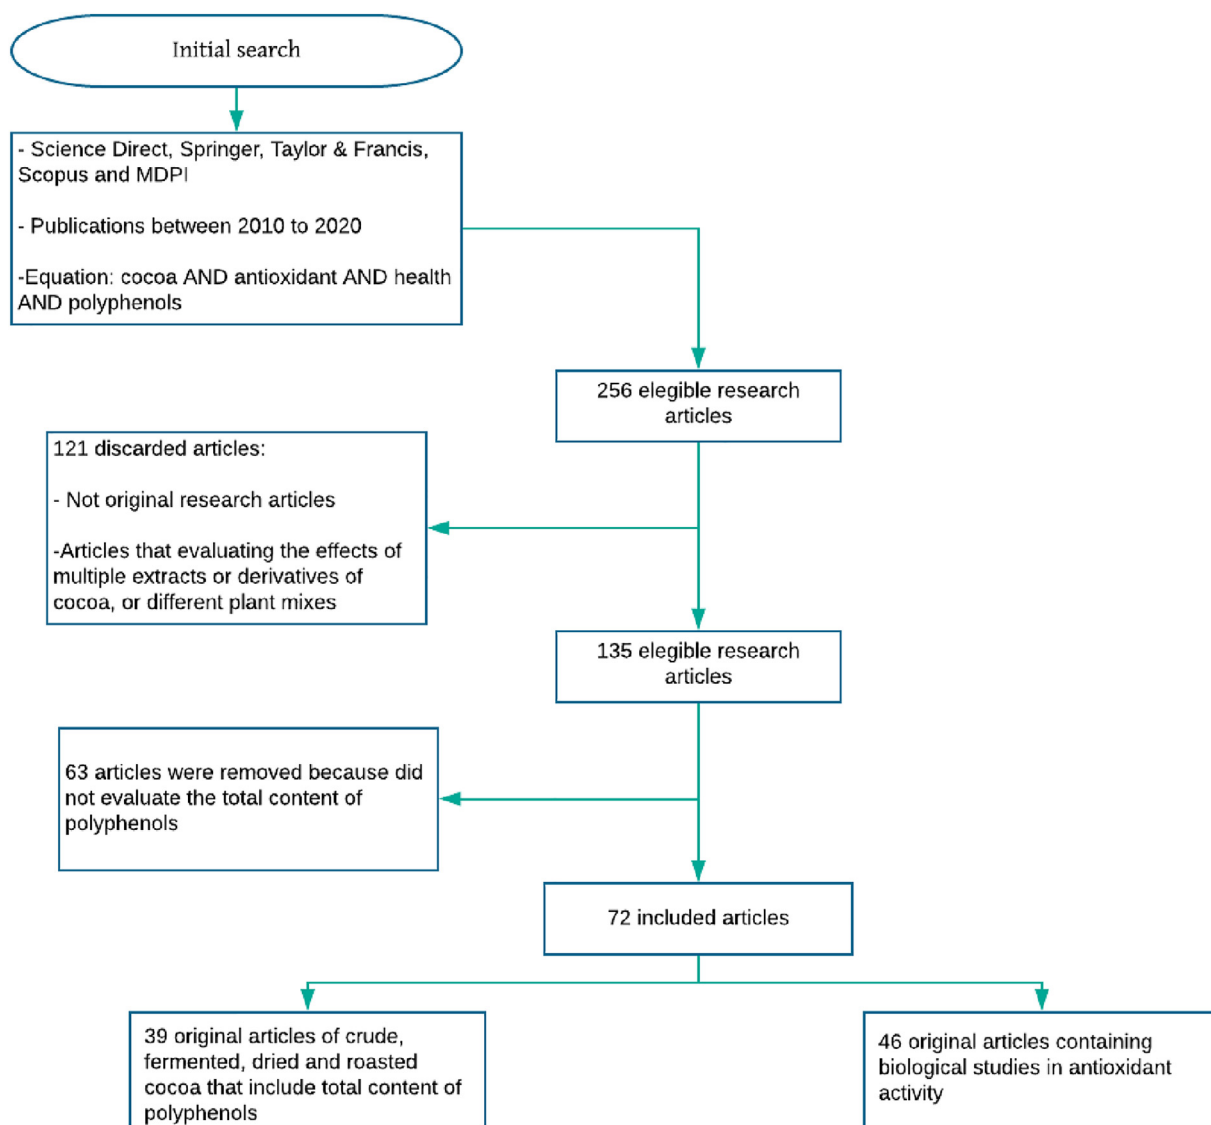 Initial search
- Science Direct, Springer, Taylor & Francis,
Scopus and MDPI
- Publications between 2010 to 2020
-Equation: cocoa AND antioxidant AND health
AND polyphenols
256 elegible research
articles
121 discarded articles:
- Not original research articles
-Articles that evaluating the effects of
multiple extracts or derivatives of
cocoa, or different plant mixes
135 elegible research
articles
63 articles were removed because did
not evaluate the total content of
polyphenols
72 included articles
39 original articles of crude,
fermented, dried and roasted
cocoa that include total content of
polyphenols
46 original articles containing
biological studies in antioxidant
activity